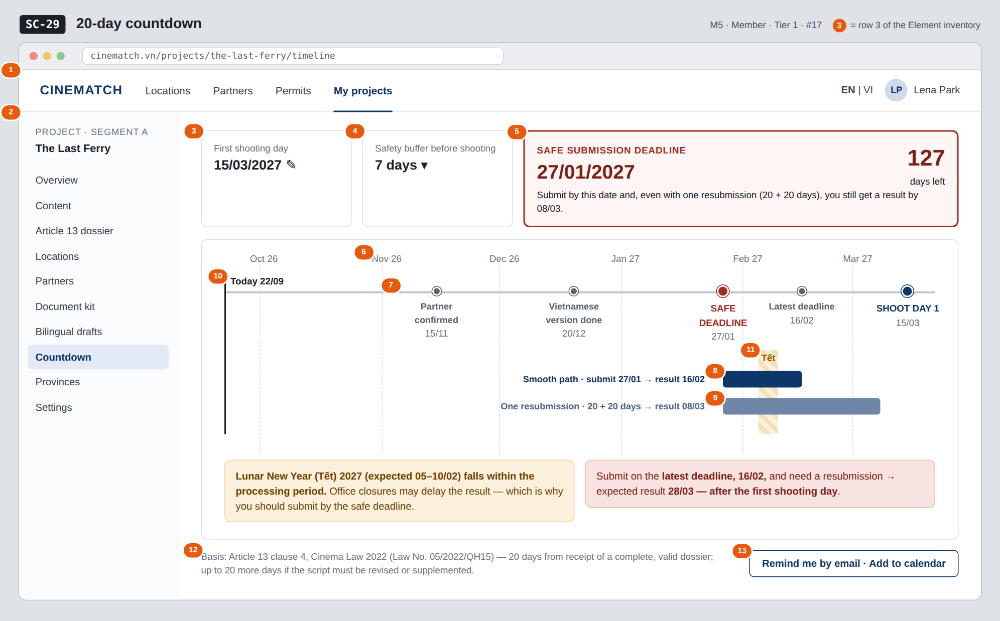 SC-29 20-day countdown
M5 · Member · Tier 1 · #17 3 = row 3 of the Element inventory
cinematch.vn/projects/the-last-ferry/timeline
1
CINEMATCH Locations Partners Permits My projects EN | VI LP Lena Park
2
PROJECT · SEGMENT A
The Last Ferry
Overview
Content
Article 13 dossier
Locations
Partners
Document kit
Bilingual drafts
Countdown
Provinces
Settings
3
First shooting day
15/03/2027 ✎
4
Safety buffer before shooting
7 days ▾
5
SAFE SUBMISSION DEADLINE
27/01/2027
127
days left
Submit by this date and, even with one resubmission (20 + 20 days), you still get a result by
08/03.
6
Oct 26 Nov 26 Dec 26 Jan 27 Feb 27 Mar 27
10
Today 22/09
7
Partner
confirmed
15/11
Vietnamese
version done
20/12
SAFE
DEADLINE
27/01
Latest deadline
16/02
SHOOT DAY 1
15/03
11
Tết
Smooth path · submit 27/01 → result 16/02 8
One resubmission · 20 + 20 days → result 08/03 9
Lunar New Year (Tết) 2027 (expected 05–10/02) falls within the
processing period. Office closures may delay the result — which is why
you should submit by the safe deadline.
Submit on the latest deadline, 16/02, and need a resubmission →
expected result 28/03 — after the first shooting day.
12
Basis: Article 13 clause 4, Cinema Law 2022 (Law No. 05/2022/QH15) — 20 days from receipt of a complete, valid dossier;
up to 20 more days if the script must be revised or supplemented.
13
Remind me by email · Add to calendar